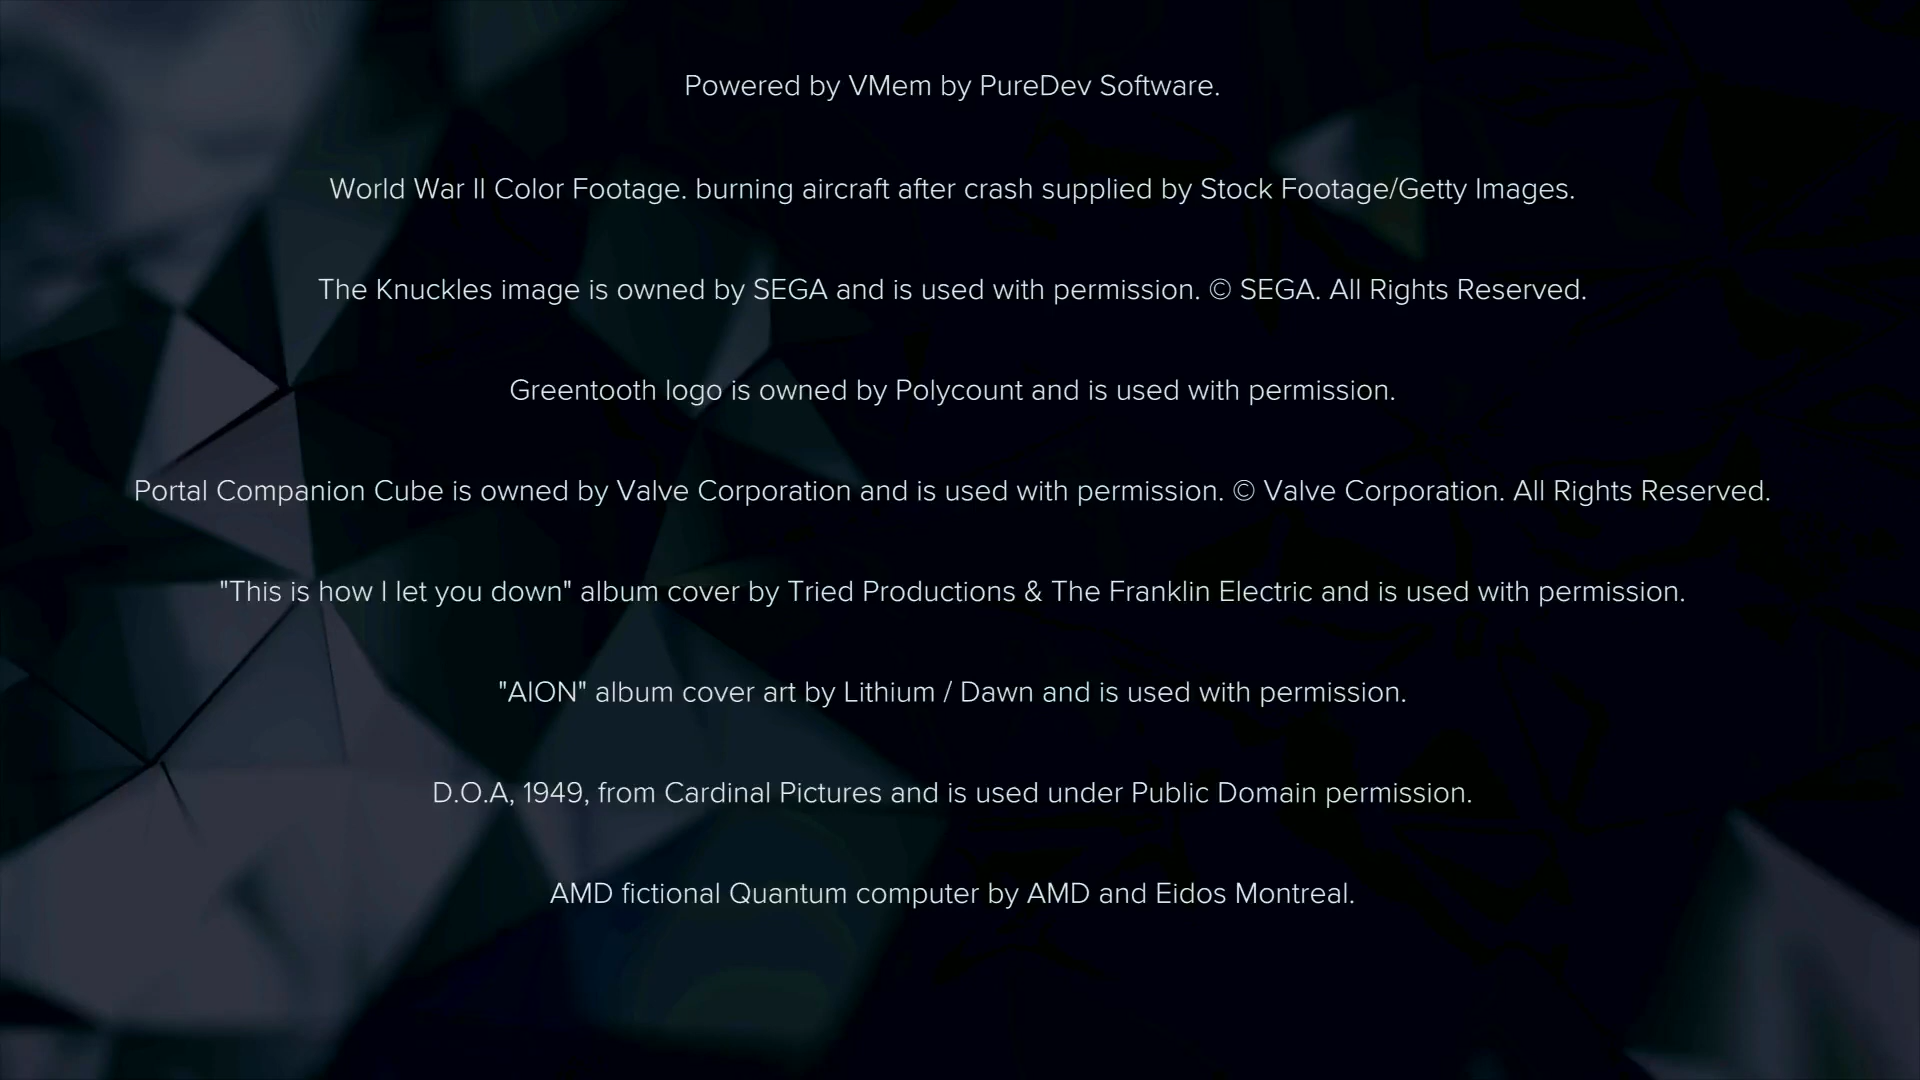 Powered by VMem by PureDev Software.
World War II Color Footage. burning aircraft after crash supplied by Stock Footage/Getty Images.
The Knuckles image is owned by SEGA and is used with permission. © SEGA. All Rights Reserved.
Greentooth logo is owned by Polycount and is used with permission.
Portal Companion Cube is owned by Valve Corporation and is used with permission. © Valve Corporation. All Rights Reserved.
"This is how I let you down" album cover by Tried Productions & The Franklin Electric and is used with permission.
"AION" album cover art by Lithium / Dawn and is used with permission.
D.O.A, 1949, from Cardinal Pictures and is used under Public Domain permission.
AMD fictional Quantum computer by AMD and Eidos Montreal.